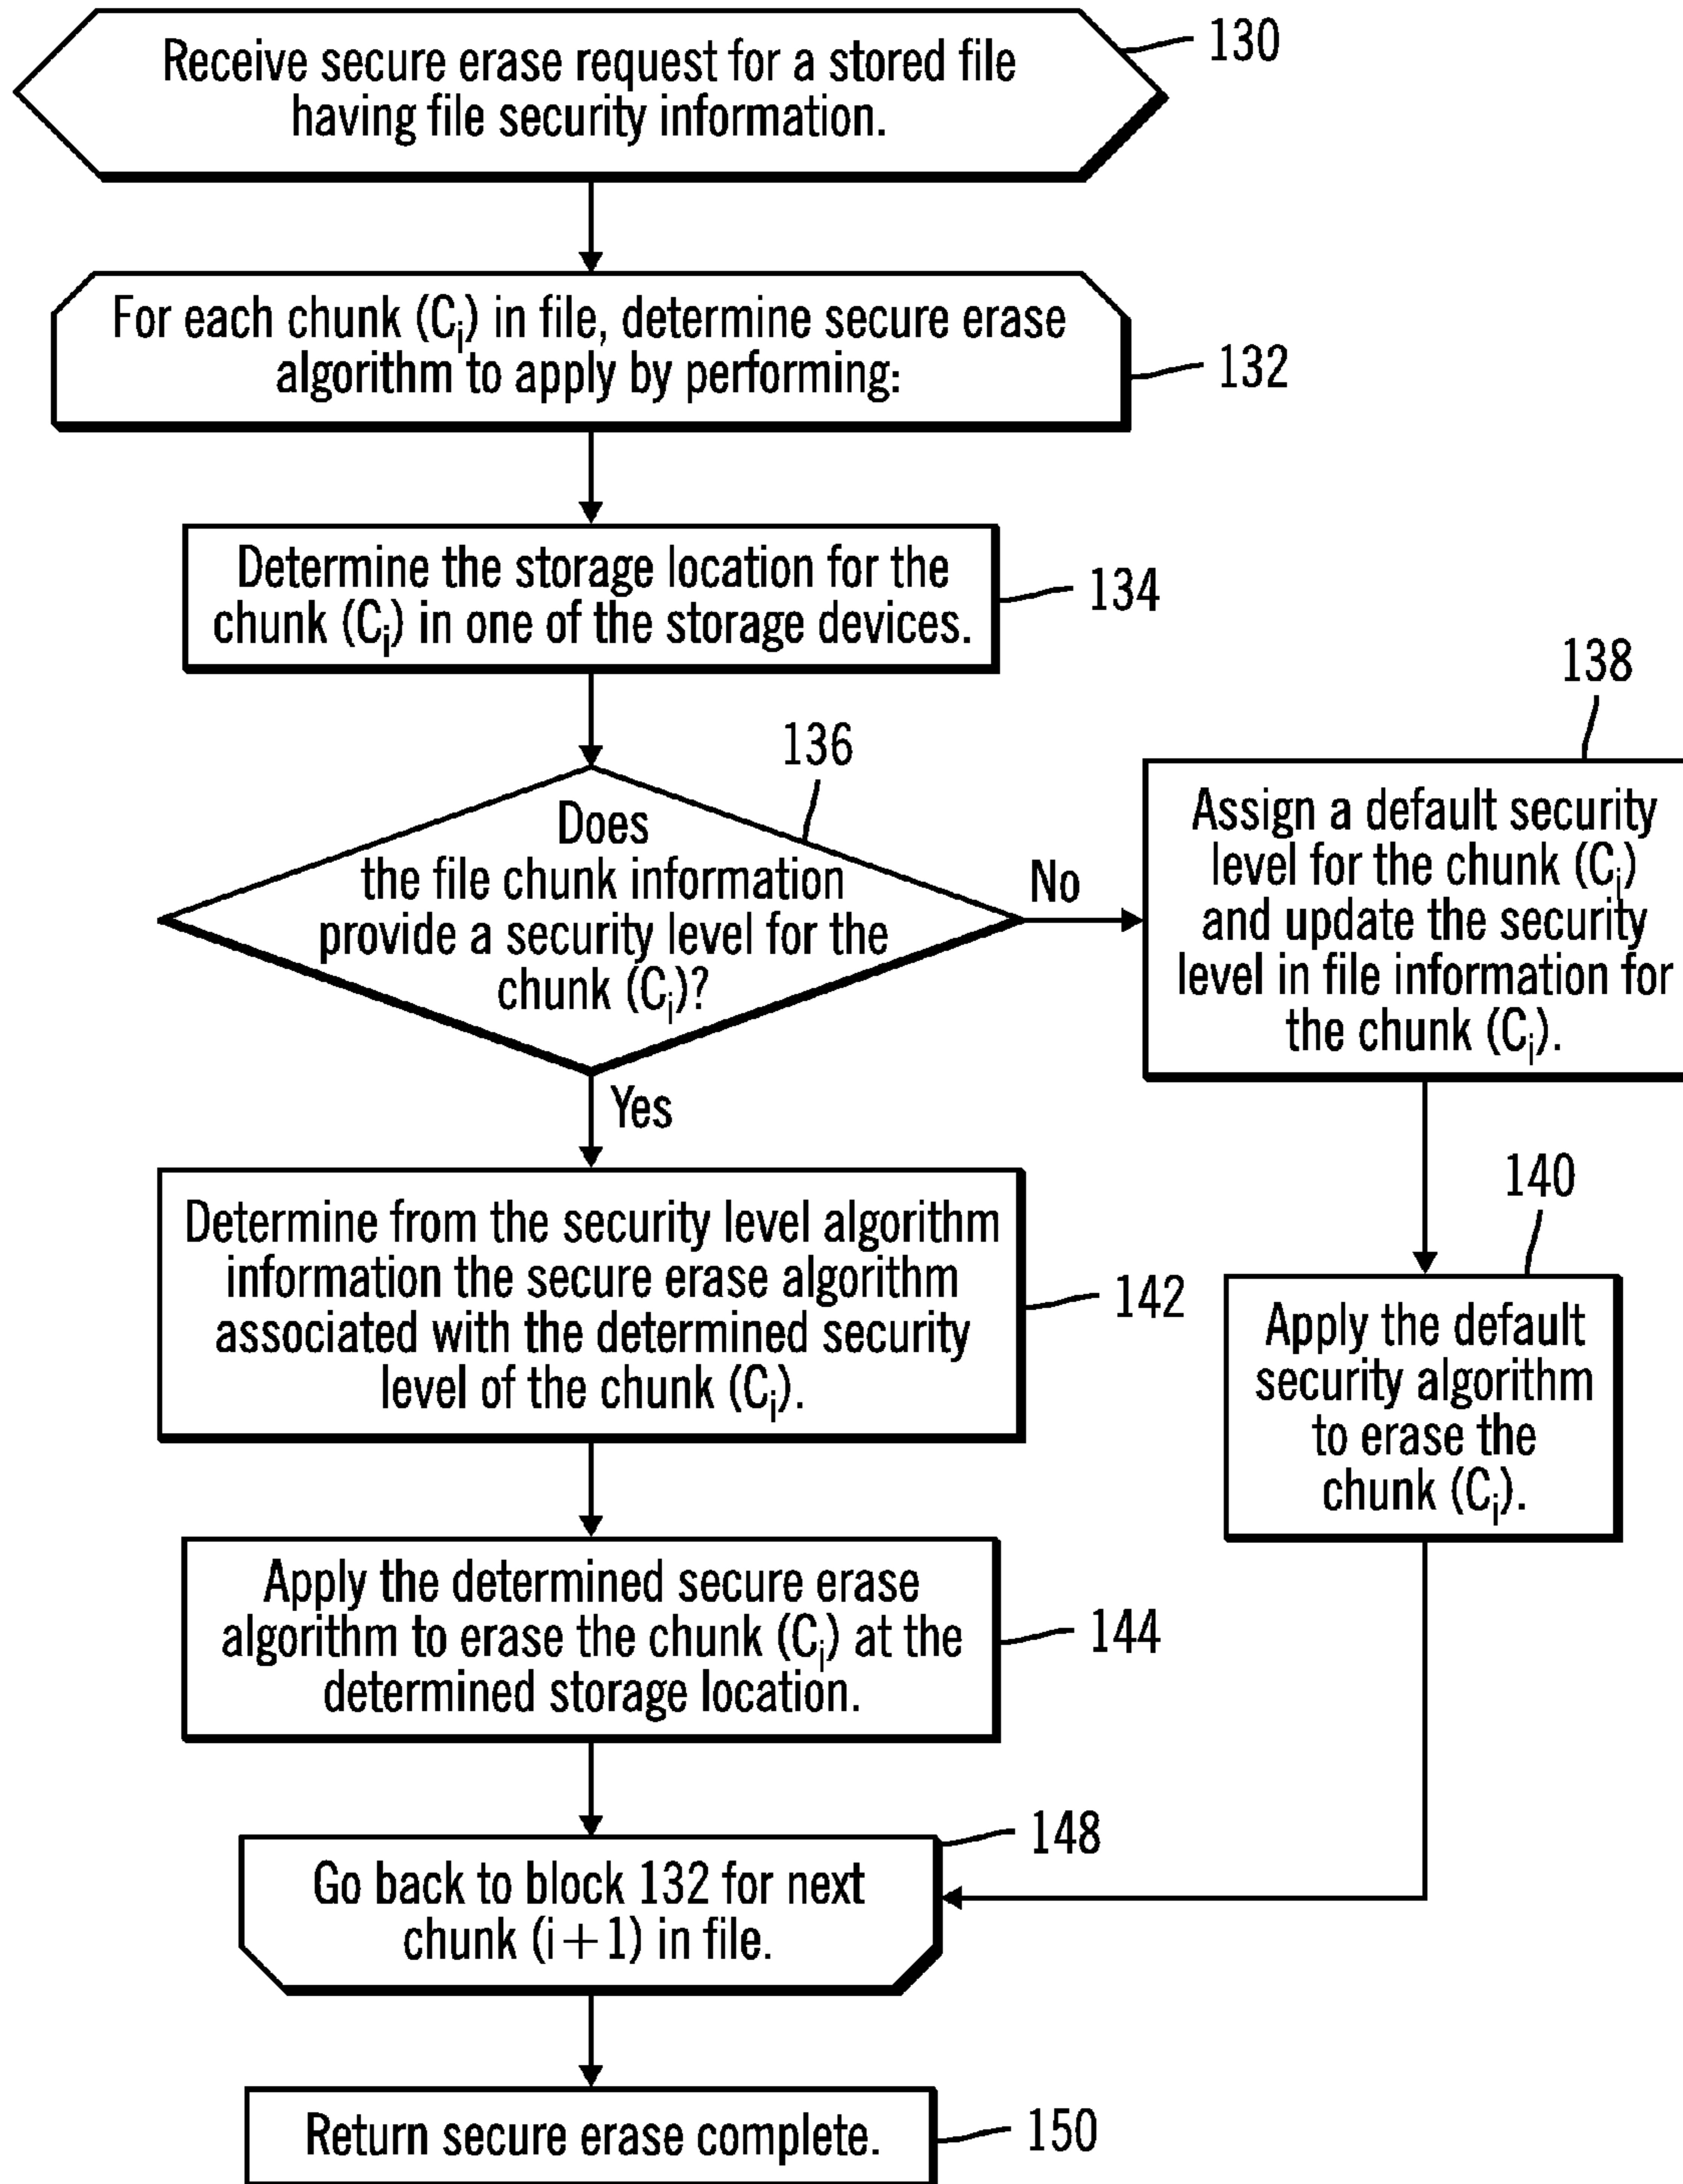 Receive secure erase request for a stored file
having file security information.
130
For each chunk (Ci) in file, determine secure erase
algorithm to apply by performing:
132
Determine the storage location for the
chunk (Ci) in one of the storage devices.
134
136
Does
the file chunk information
provide a security level for the
chunk (Ci)?
No
Yes
138
Assign a default security
level for the chunk (Ci)
and update the security
level in file information for
the chunk (Ci).
140
Apply the default
security algorithm
to erase the
chunk (Ci).
Determine from the security level algorithm
information the secure erase algorithm
associated with the determined security
level of the chunk (Ci).
142
Apply the determined secure erase
algorithm to erase the chunk (Ci) at the
determined storage location.
144
148
Go back to block 132 for next
chunk (i + 1) in file.
Return secure erase complete.
150